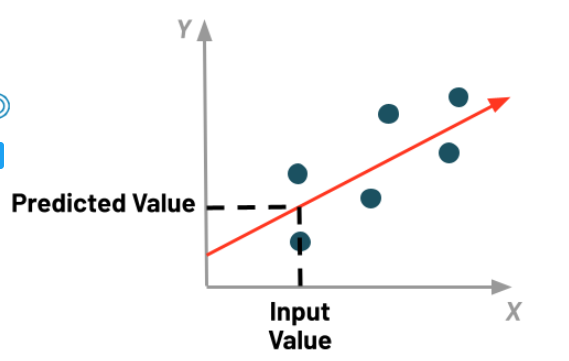 Y
Predicted Value
Input
Value
X